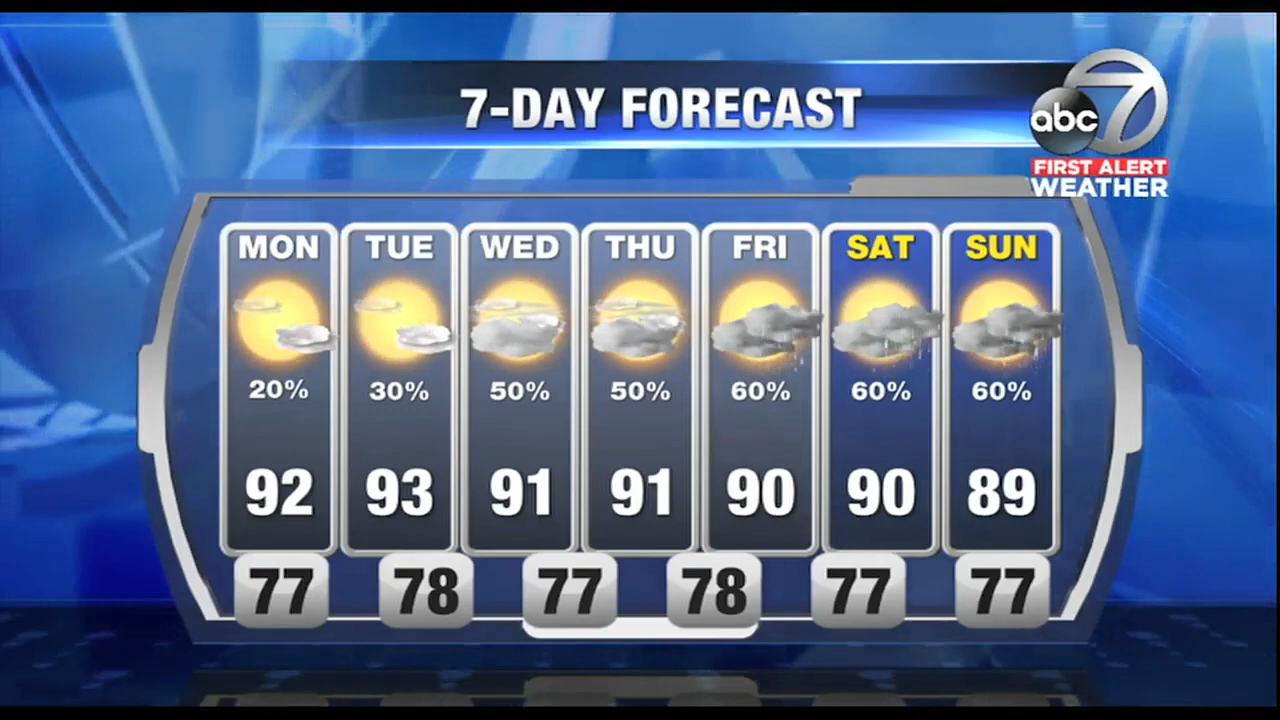 7-DAY FORECAST
abc 7
FIRST ALERT
WEATHER
MON TUE WED THU FRI SAT SUN
20% 30% 50% 50% 60% 60% 60%
92 93 91 91 90 90 89
77 78 77 78 77 77